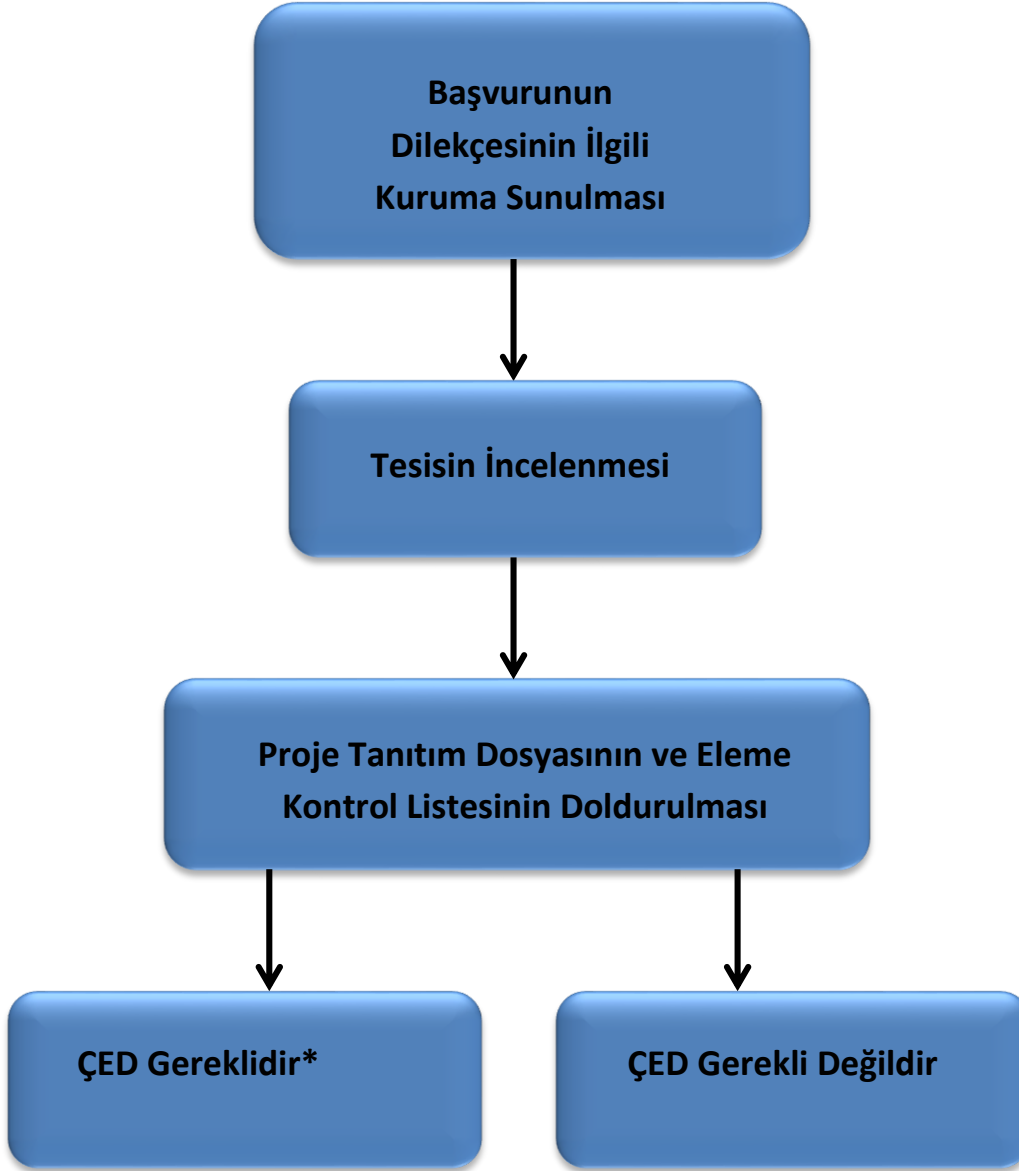 Başvurunun
Dilekçesinin İlgili
Kuruma Sunulması
Tesisin İncelenmesi
Proje Tanıtım Dosyasının ve Eleme
Kontrol Listesinin Doldurulması
ÇED Gereklidir*
ÇED Gerekli Değildir